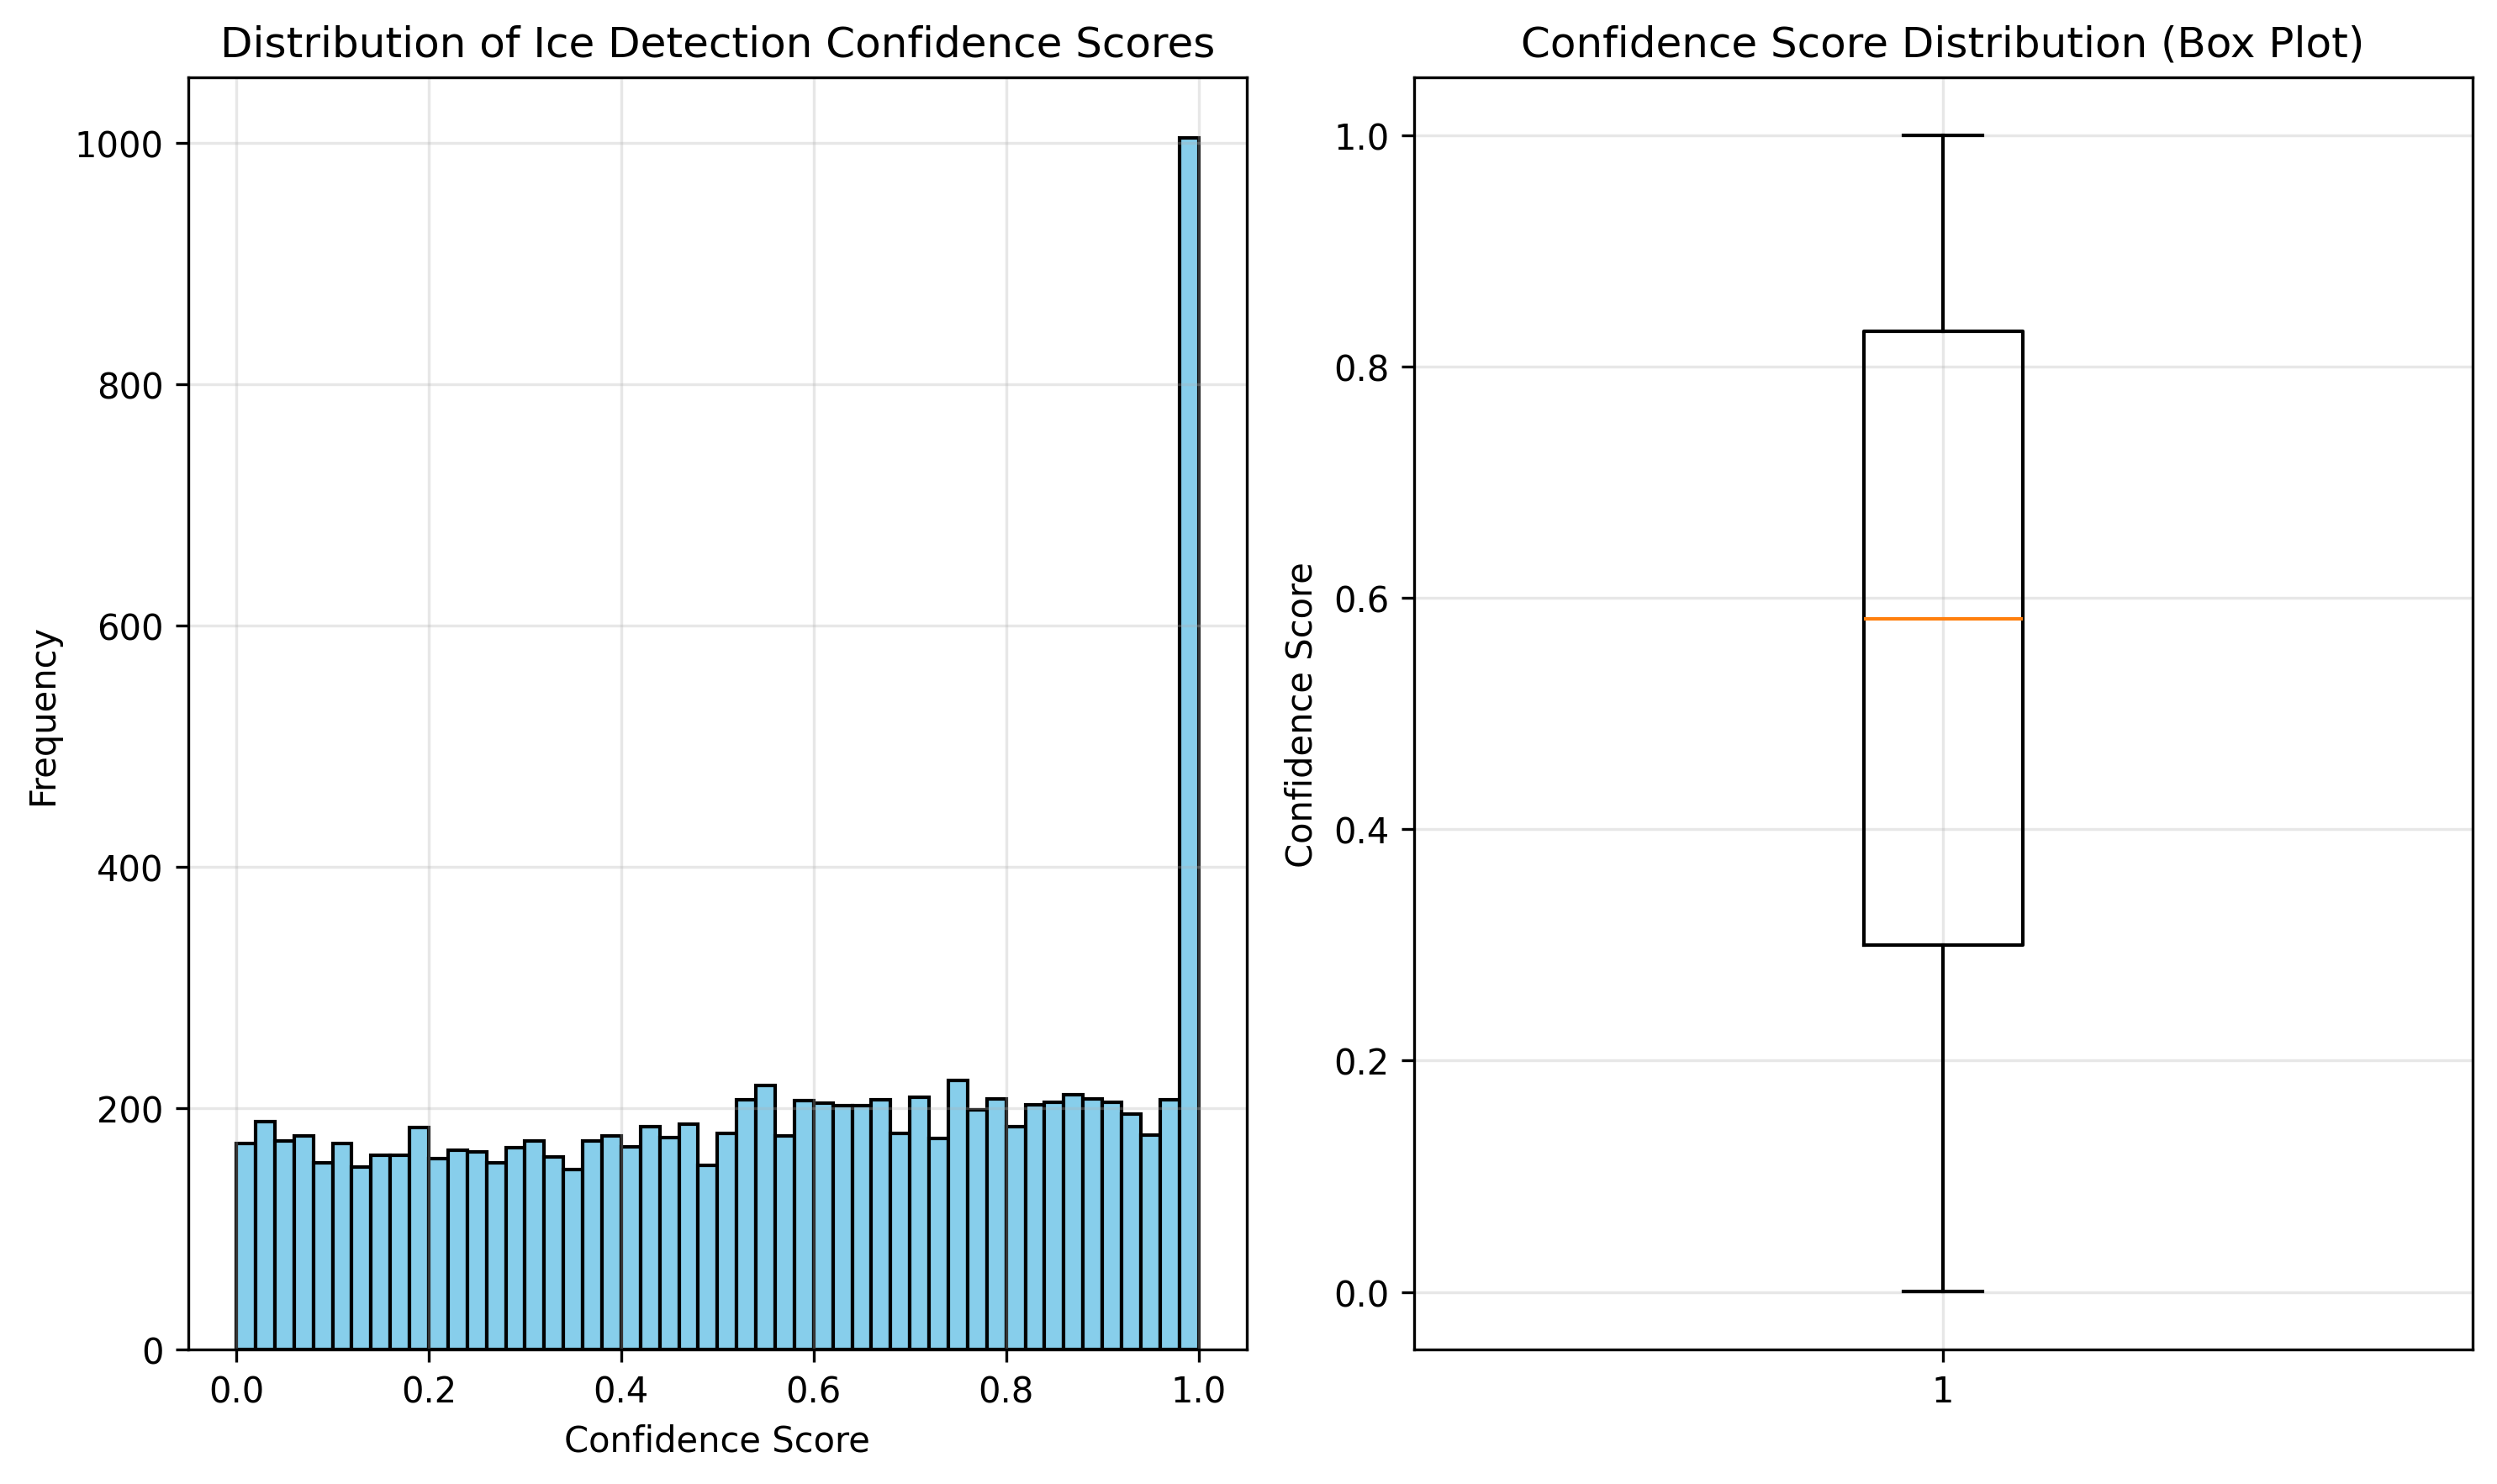 Distribution of Ice Detection Confidence Scores
Frequency
1000
800
600
400
200
0
0.0 0.2 0.4 0.6 0.8 1.0
Confidence Score
Confidence Score Distribution (Box Plot)
Confidence Score
1.0
0.8
0.6
0.4
0.2
0.0
1